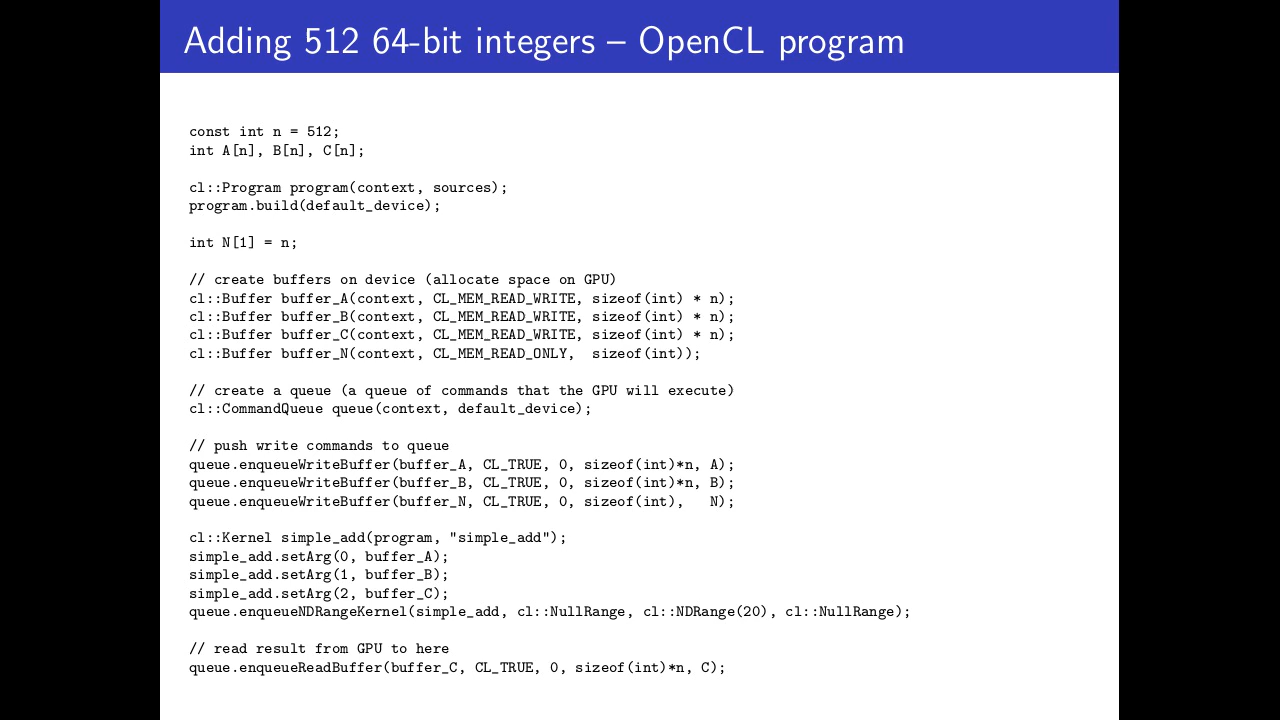 Adding 512 64-bit integers – OpenCL program
const int n = 512;
int A[n], B[n], C[n];
cl::Program program(context, sources);
program.build(default_device);
int N[1] = n;
// create buffers on device (allocate space on GPU)
cl::Buffer buffer_A(context, CL_MEM_READ_WRITE, sizeof(int) * n);
cl::Buffer buffer_B(context, CL_MEM_READ_WRITE, sizeof(int) * n);
cl::Buffer buffer_C(context, CL_MEM_READ_WRITE, sizeof(int) * n);
cl::Buffer buffer_N(context, CL_MEM_READ_ONLY,  sizeof(int));
// create a queue (a queue of commands that the GPU will execute)
cl::CommandQueue queue(context, default_device);
// push write commands to queue
queue.enqueueWriteBuffer(buffer_A, CL_TRUE, 0, sizeof(int)*n, A);
queue.enqueueWriteBuffer(buffer_B, CL_TRUE, 0, sizeof(int)*n, B);
queue.enqueueWriteBuffer(buffer_N, CL_TRUE, 0, sizeof(int),   N);
cl::Kernel simple_add(program, "simple_add");
simple_add.setArg(0, buffer_A);
simple_add.setArg(1, buffer_B);
simple_add.setArg(2, buffer_C);
queue.enqueueNDRangeKernel(simple_add, cl::NullRange, cl::NDRange(20), cl::NullRange);
// read result from GPU to here
queue.enqueueReadBuffer(buffer_C, CL_TRUE, 0, sizeof(int)*n, C);